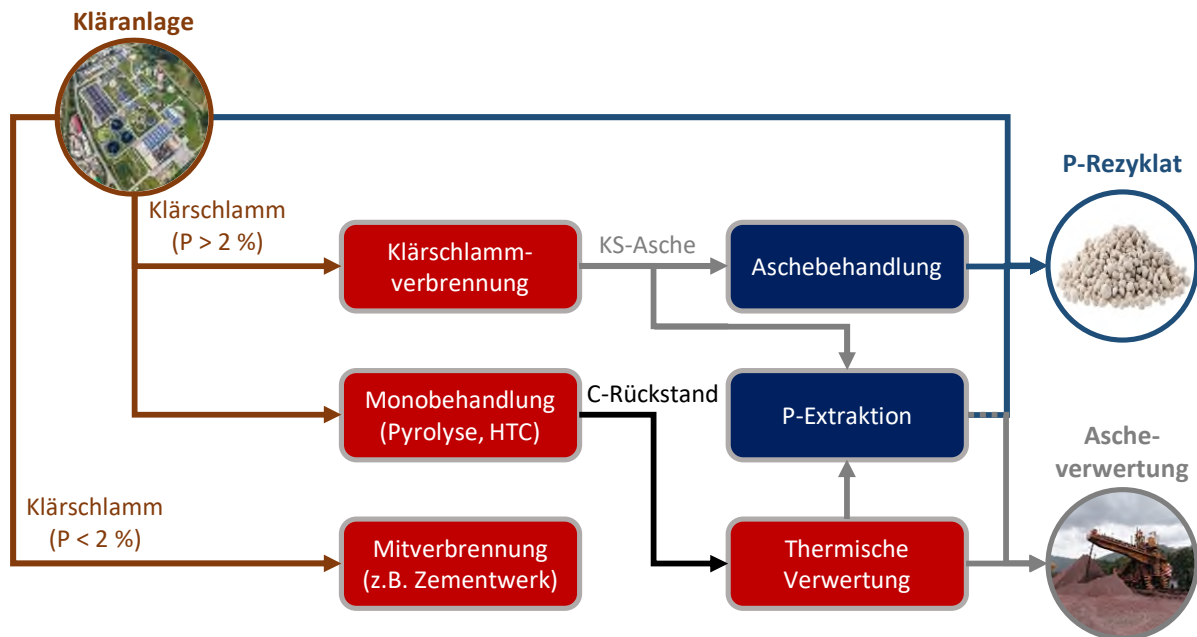 Kläranlage
P-Rezyklat
Klärschlamm
(P > 2 %)
Klärschlamm-
verbrennung
KS-Asche
Aschebehandlung
Monobehandlung
(Pyrolyse, HTC)
C-Rückstand
P-Extraktion
Asche-
verwertung
Klärschlamm
(P < 2 %)
Mitverbrennung
(z.B. Zementwerk)
Thermische
Verwertung